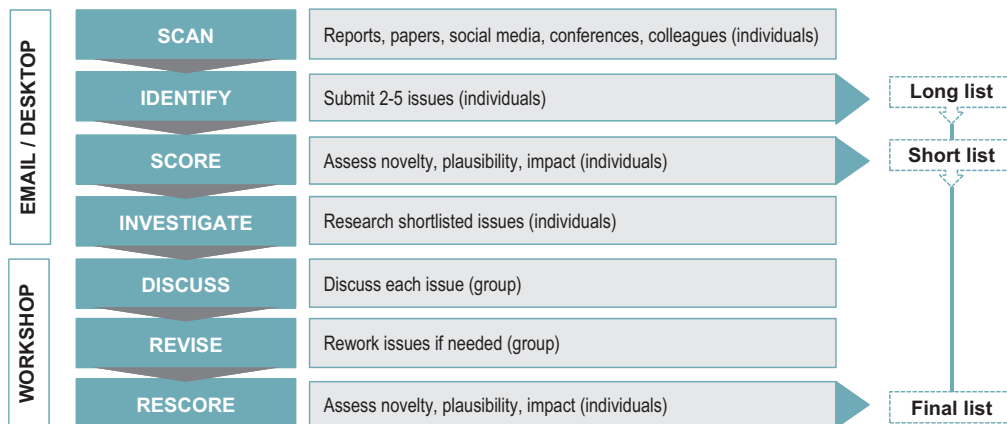 EMAIL / DESKTOP
SCAN
Reports, papers, social media, conferences, colleagues (individuals)
IDENTIFY
Submit 2-5 issues (individuals)
Long list
SCORE
Assess novelty, plausibility, impact (individuals)
Short list
INVESTIGATE
Research shortlisted issues (individuals)
WORKSHOP
DISCUSS
Discuss each issue (group)
REVISE
Rework issues if needed (group)
RESCORE
Assess novelty, plausibility, impact (individuals)
Final list